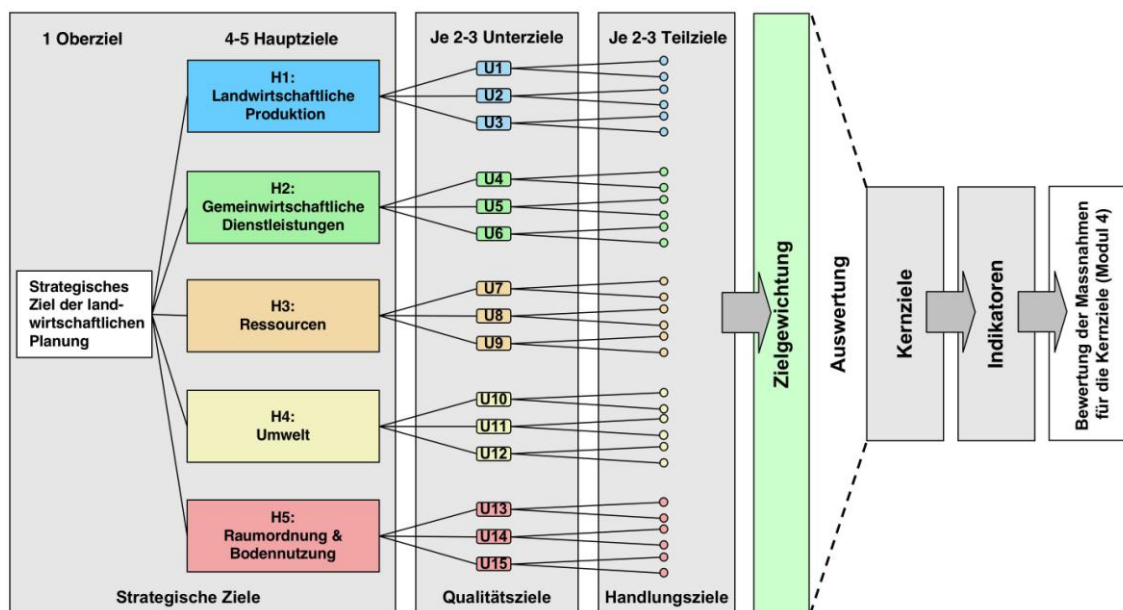 1 Oberziel
4-5 Hauptziele
Je 2-3 Unterziele
Je 2-3 Teilziele
Strategisches
Ziel der land-
wirtschaftlichen
Planung
H1:
Landwirtschaftliche
Produktion
H2:
Gemeinwirtschaftliche
Dienstleistungen
H3:
Ressourcen
H4:
Umwelt
H5:
Raumordnung &
Bodennutzung
U1
U2
U3
U4
U5
U6
U7
U8
U9
U10
U11
U12
U13
U14
U15
Strategische Ziele
Qualitätsziele
Handlungsziele
Zielgewichtung
Auswertung
Kernziele
Indikatoren
Bewertung der Massnahmen
für die Kernziele (Modul 4)